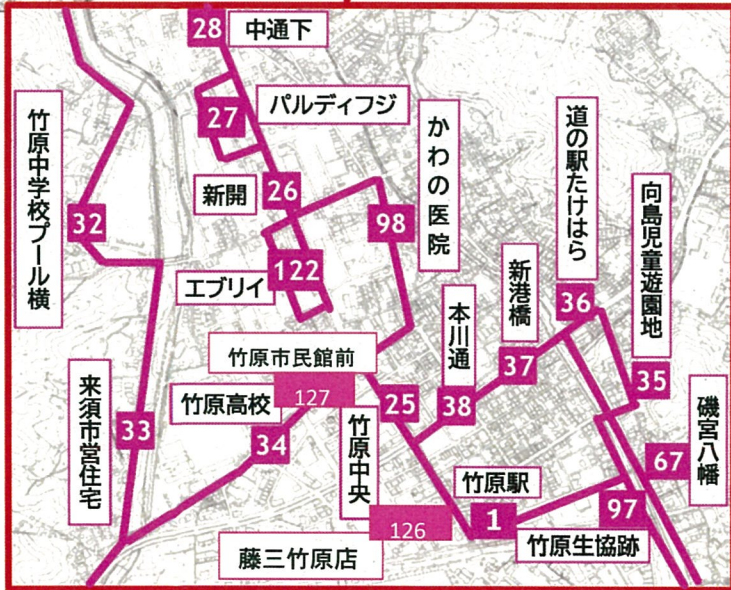 28
中通下
27
パルディフジ
竹原中学校プール横
32
新開
26
かわの医院
98
道の駅たけはら
36
向島児童遊園地
35
エブリイ
122
新港橋
37
本川通
38
竹原市民館前
127
竹原高校
34
25
竹原中央
来須市営住宅
33
磯宮八幡
67
竹原駅
1
97
竹原生協跡
126
藤三竹原店